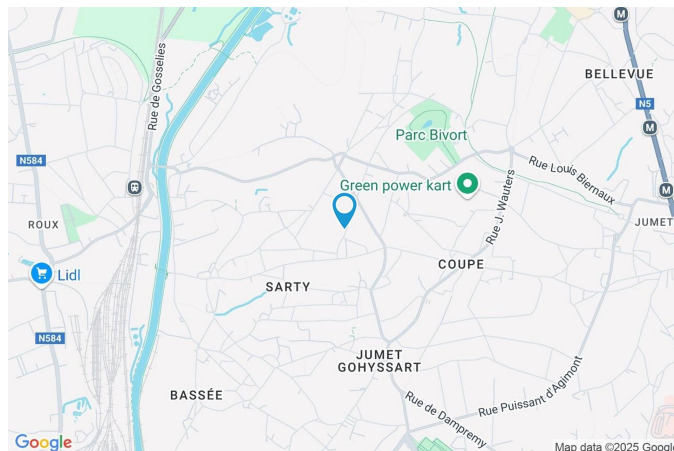 M
BELLEVUE
Rue de Gosselies
N5
M
Parc Bivort
N584
Rue Louis Biernaux
Green power kart
M
Rue J. Wauters
ROUX
JUMET
Lidl
COUPE
SARTY
N584
JUMET
GOHYSSART
Rue Puissant d'Agimont
BASSÉE
Rue de Dampremy
Google
Map data ©2025 Google